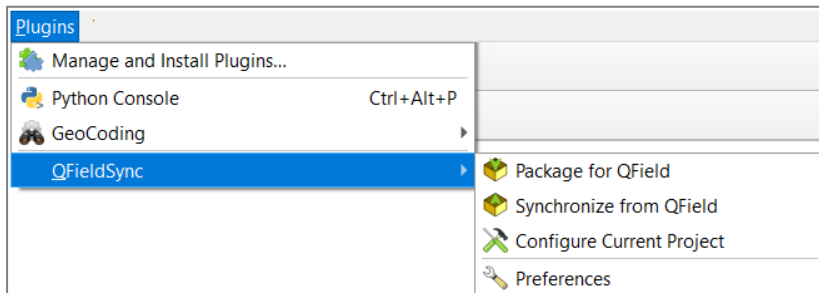 Plugins
Manage and Install Plugins...
Python Console Ctrl+Alt+P
GeoCoding
QFieldSync
Package for QField
Synchronize from QField
Configure Current Project
Preferences